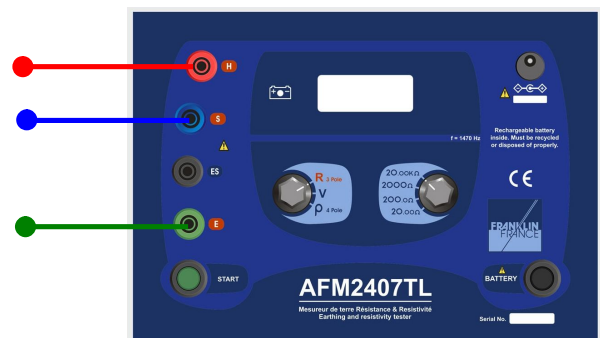 H
S
ES
E
START
R 3 Pole
V
ρ 4 Pole
20.00KΩ
2000Ω
200.0Ω
20.00Ω
f = 1470 Hz
Rechargeable battery
inside. Must be recycled
or disposed of properly.
CE
FRANKLIN
FRANCE
BATTERY
AFM2407TL
Mesureur de terre Résistance & Resistivité
Earthing and resistivity tester
Serial No.